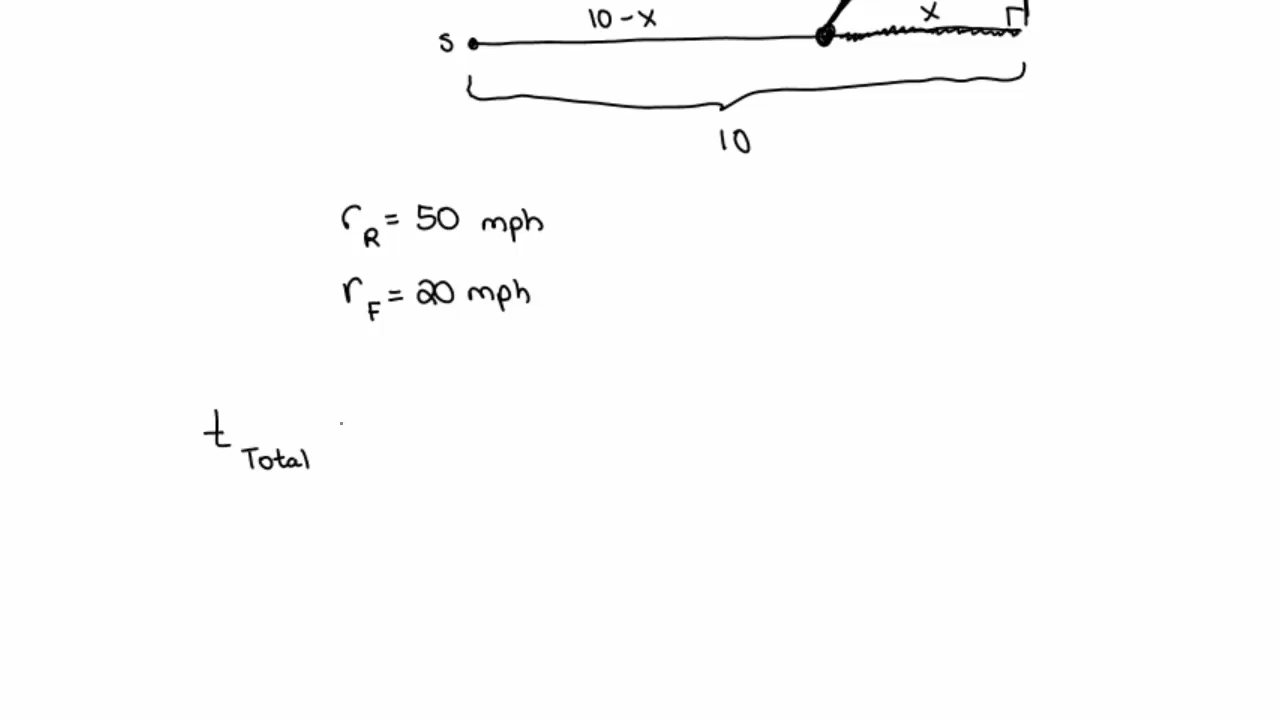 10 - x
x
S
10
r_R = 50 mph
r_F = 20 mph
t_Total